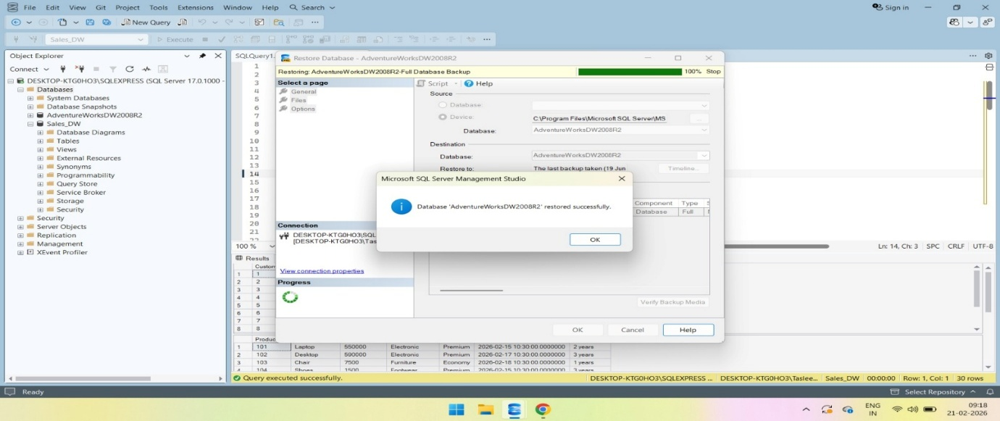 File Edit View Git Project Tools Extensions Window Help Search Sign in
New Query
Sales_DW Execute
Object Explorer
Connect
DESKTOP-KTG0HO3\SQLEXPRESS (SQL Server 17.0.1000 -
Databases
System Databases
Database Snapshots
AdventureWorksDW2008R2
Sales_DW
Database Diagrams
Tables
Views
External Resources
Synonyms
Programmability
Query Store
Service Broker
Storage
Security
Security
Server Objects
Replication
Management
XEvent Profiler
SQLQuery1.
1
2
3
4
5
6
7
8
9
10
11
12
13
14
15
16
17
18
19
20
21
22
100 %
Ln: 14, Ch: 3 SPC CRLF UTF-8
Restore Database - AdventureWorksDW2008R2
Restoring: AdventureWorksDW2008R2-Full Database Backup 100% Stop
Select a page
General
Files
Options
Script Help
Source
Database:
Device: C:\Program Files\Microsoft SQL Server\MS ...
Database: AdventureWorksDW2008R2
Destination
Database: AdventureWorksDW2008R2
Restore to: The last backup taken (19 Jun Timeline...
Component Type
Database Full
Connection
DESKTOP-KTG0HO3\SQL
[DESKTOP-KTG0HO3\Tas
View connection properties
Progress
Verify Backup Media
OK Cancel Help
Microsoft SQL Server Management Studio
Database 'AdventureWorksDW2008R2' restored successfully.
OK
Results
Custom
1 1
2 2
3 3
4 4
5 5
6 6
7 7
8 8
Produc
1 101 Laptop 550000 Electronic Premium 2026-02-15 10:30:00.0000000 2 years
2 102 Desktop 590000 Electronic Premium 2026-02-17 10:30:00.0000000 3 years
3 103 Chair 7500 Furniture Economy 2026-02-18 10:30:00.0000000 1 years
4 104 Shoes 1500 Footwear Premium 2026-02-15 10:30:00.0000000 3 years
Query executed successfully. DESKTOP-KTG0HO3\SQLEXPRESS ... DESKTOP-KTG0HO3\Taslee... Sales_DW 00:00:00 Row: 1, Col: 1 30 rows
Ready Select Repository
ENG
IN
09:18
21-02-2026